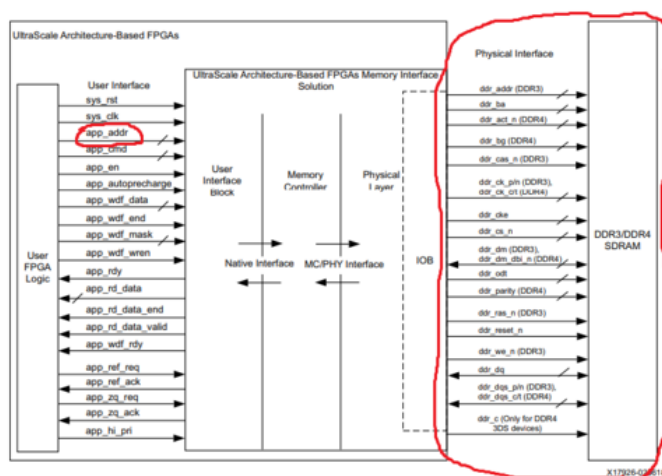 UltraScale Architecture-Based FPGAs
Physical Interface
User Interface
UltraScale Architecture-Based FPGAs Memory Interface
Solution
sys_rst
sys_clk
app_addr
app_cmd
app_en
app_autoprecharge
app_wdf_data
app_wdf_end
app_wdf_mask
app_wdf_wren
app_rdy
app_rd_data
app_rd_data_end
app_rd_data_valid
app_wdf_rdy
app_ref_req
app_ref_ack
app_zq_req
app_zq_ack
app_hi_pri
User
FPGA
Logic
User
Interface
Block
Memory
Controller
Physical
Layer
Native Interface
MC/PHY Interface
IOB
ddr_addr (DDR3)
ddr_ba
ddr_act_n (DDR4)
ddr_bg (DDR4)
ddr_cas_n (DDR3)
ddr_ck_p/n (DDR3),
ddr_ck_c/t (DDR4)
ddr_cke
ddr_cs_n
ddr_dm (DDR3),
ddr_dm_dbi_n (DDR4)
ddr_odt
ddr_parity (DDR4)
ddr_ras_n (DDR3)
ddr_reset_n
ddr_we_n (DDR3)
ddr_dq
ddr_dqs_p/n (DDR3),
ddr_dqs_c/t (DDR4)
ddr_c (Only for DDR4
3DS devices)
DDR3/DDR4
SDRAM